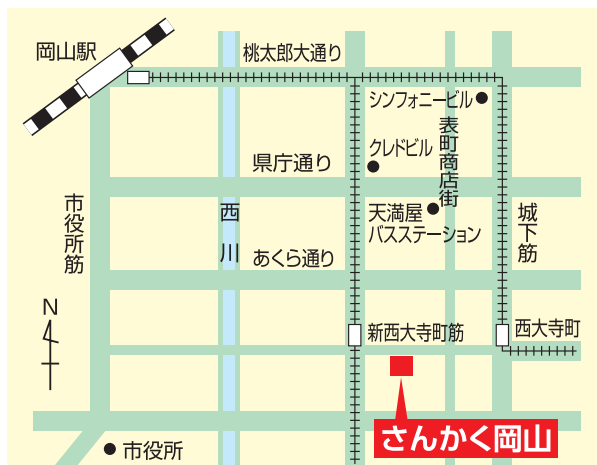 岡山駅
桃太郎大通り
シンフォニービル
表町商店街
クレドビル
県庁通り
市役所筋
西川
天満屋
バスステーション
城下筋
あくら通り
N
新西大寺町筋
西大寺町
さんかく岡山
市役所